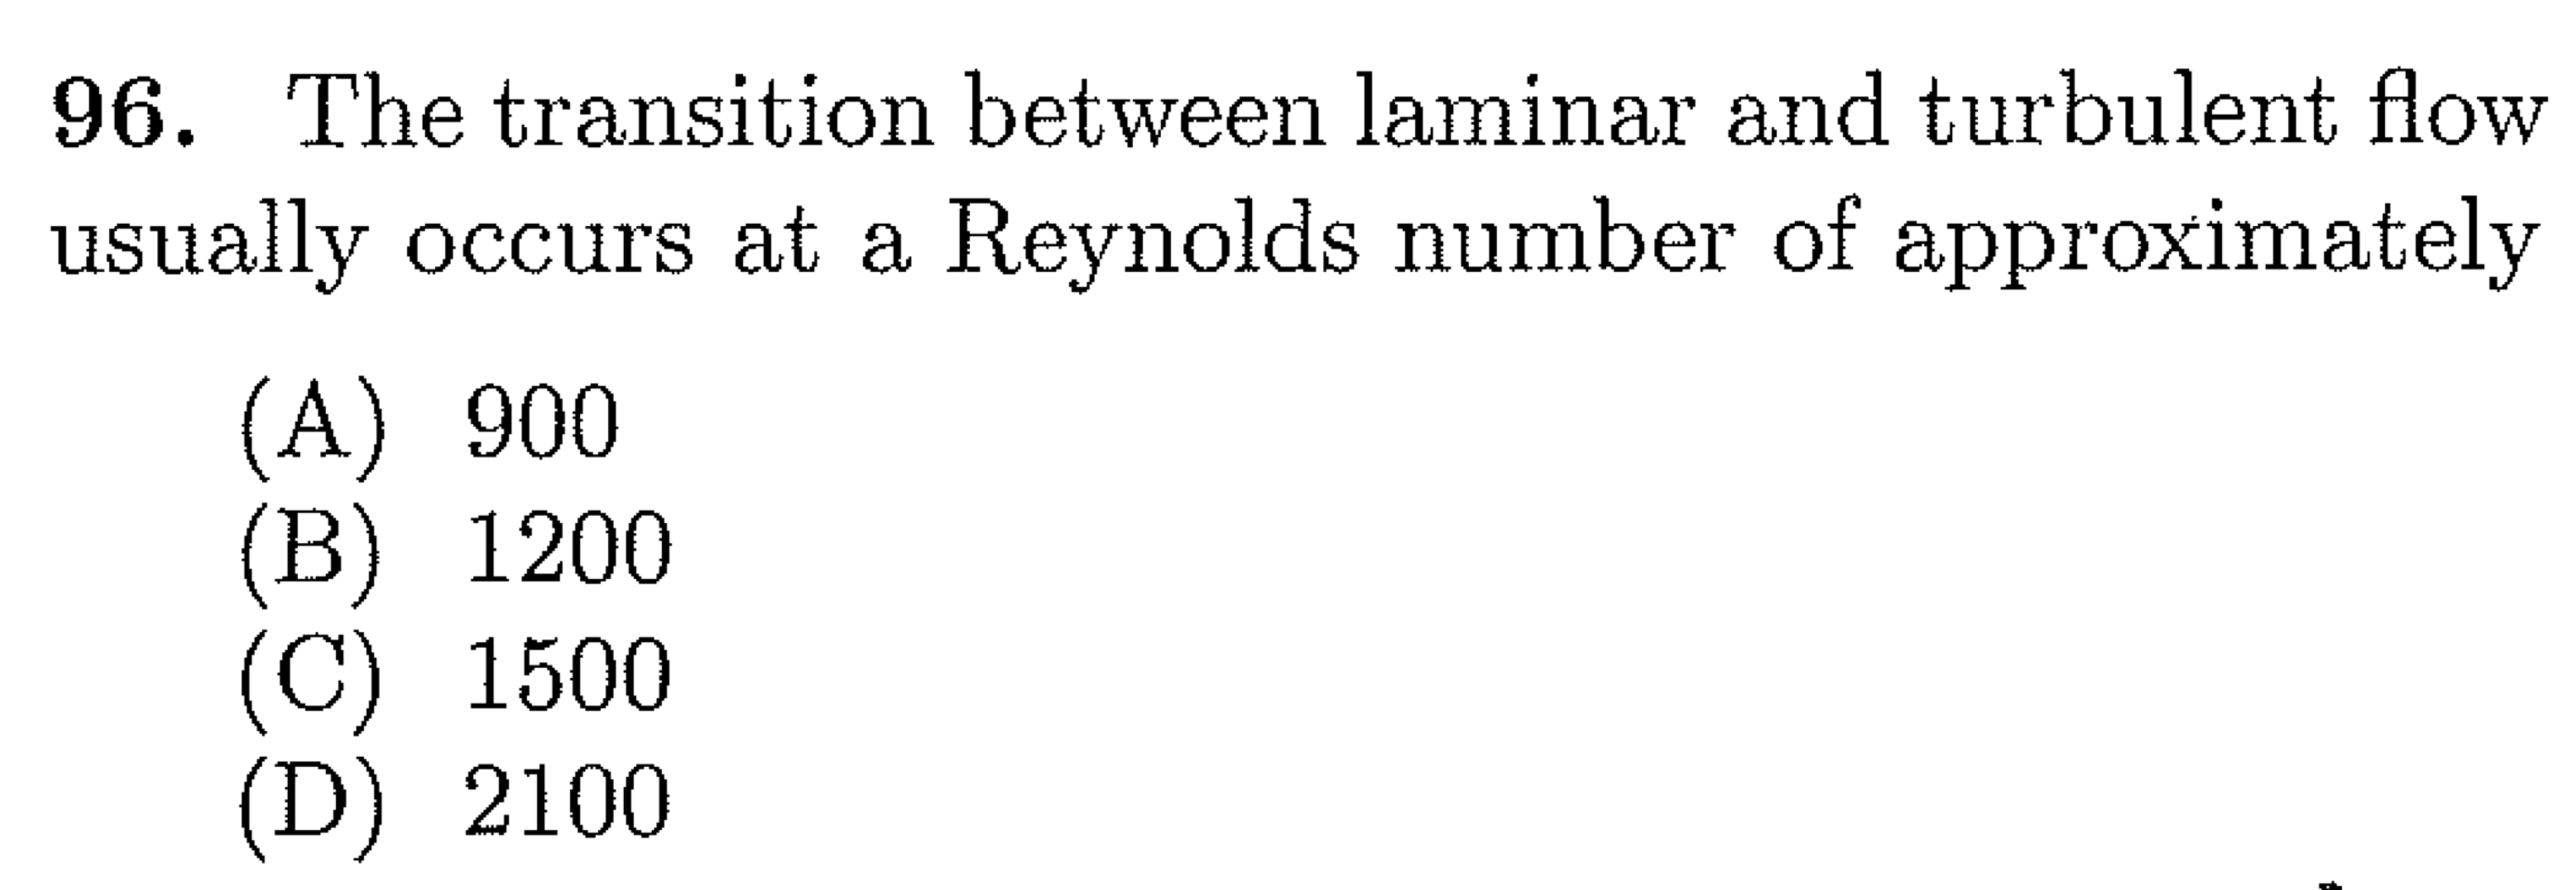 96. The transition between laminar and turbulent flow
usually occurs at a Reynolds number of approximately
(A) 900
(B) 1200
(C) 1500
(D) 2100